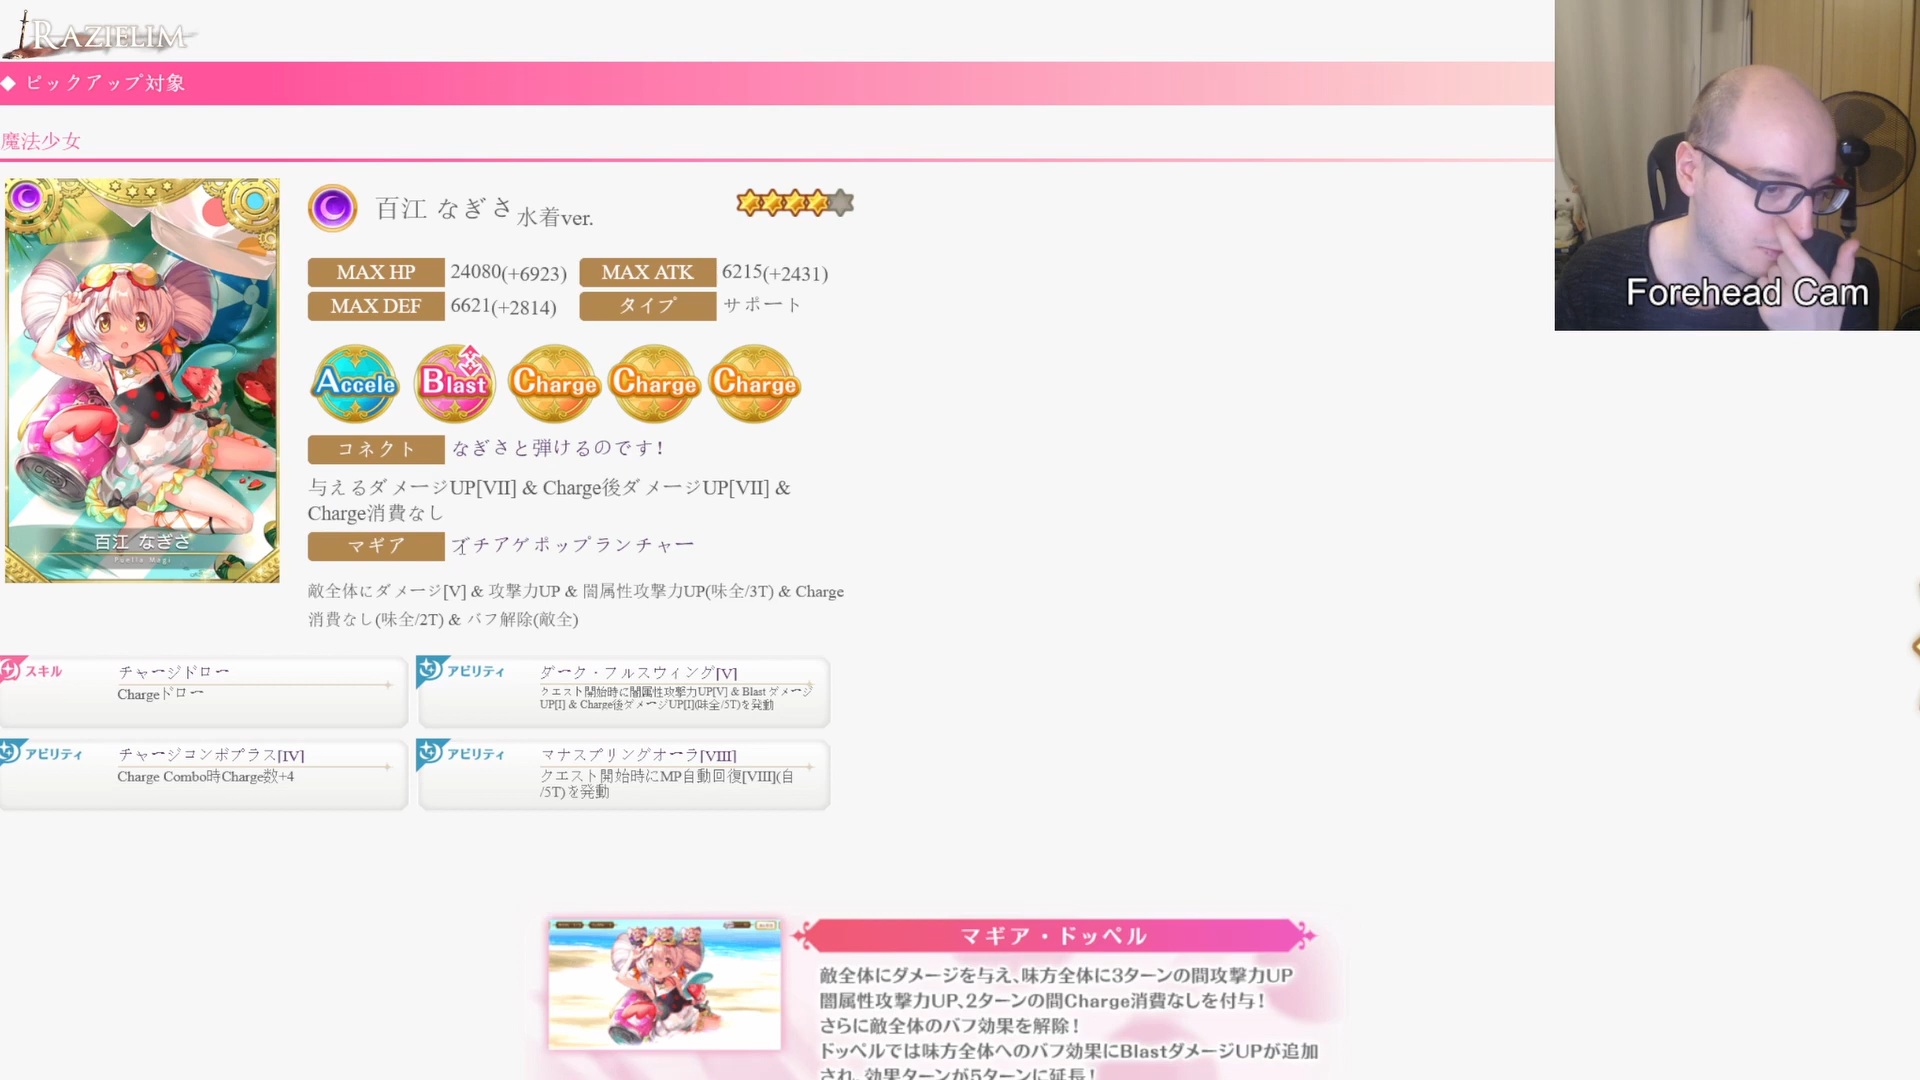 RAZIELIM
◆ ピックアップ対象
魔法少女
百江 なぎさ 水着ver.
MAX HP 24080(+6923) MAX ATK 6215(+2431)
MAX DEF 6621(+2814) タイプ サポート
Accele Blast Charge Charge Charge
コネクト なぎさと弾けるのです!
与えるダメージUP[VII] & Charge後ダメージUP[VII] &
Charge消費なし
マギア イチアゲポップランチャー
敵全体にダメージ[V] & 攻撃力UP & 闇属性攻撃力UP(味全/3T) & Charge
消費なし(味全/2T) & バフ解除(敵全)
百江 なぎさ
Puella Magi
スキル チャージドロー
Chargeドロー
アビリティ ダーク・フルスウィング[V]
クエスト開始時に闇属性攻撃力UP[V] & Blast ダメージ
UP[I] & Charge後ダメージUP[I](味全/5T)を発動
アビリティ チャージコンボプラス[IV]
Charge Combo時Charge数+4
アビリティ マナスプリングオーラ[VIII]
クエスト開始時にMP自動回復[VIII](自
/5T)を発動
マギア・ドッペル
敵全体にダメージを与え、味方全体に3ターンの間攻撃力UP
闇属性攻撃力UP、2ターンの間Charge消費なしを付与!
さらに敵全体のバフ効果を解除!
ドッペルでは味方全体へのバフ効果にBlastダメージUPが追加
され、効果ターンが5ターンに延長!
Forehead Cam